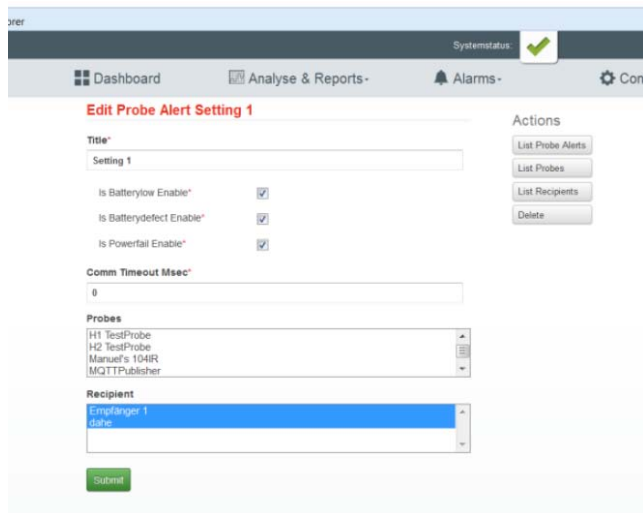 orer
Systemstatus:
Dashboard
Analyse & Reports-
Alarms-
Con
Edit Probe Alert Setting 1
Actions
Title*
List Probe Alerts
Setting 1
List Probes
Is Batterylow Enable*
List Recipients
Is Batterydefect Enable*
Delete
Is Powerfail Enable*
Comm Timeout Msec*
0
Probes
H1 TestProbe
H2 TestProbe
Manuel's 104IR
MQTTPublisher
Recipient
Empfänger 1
dahe
Submit